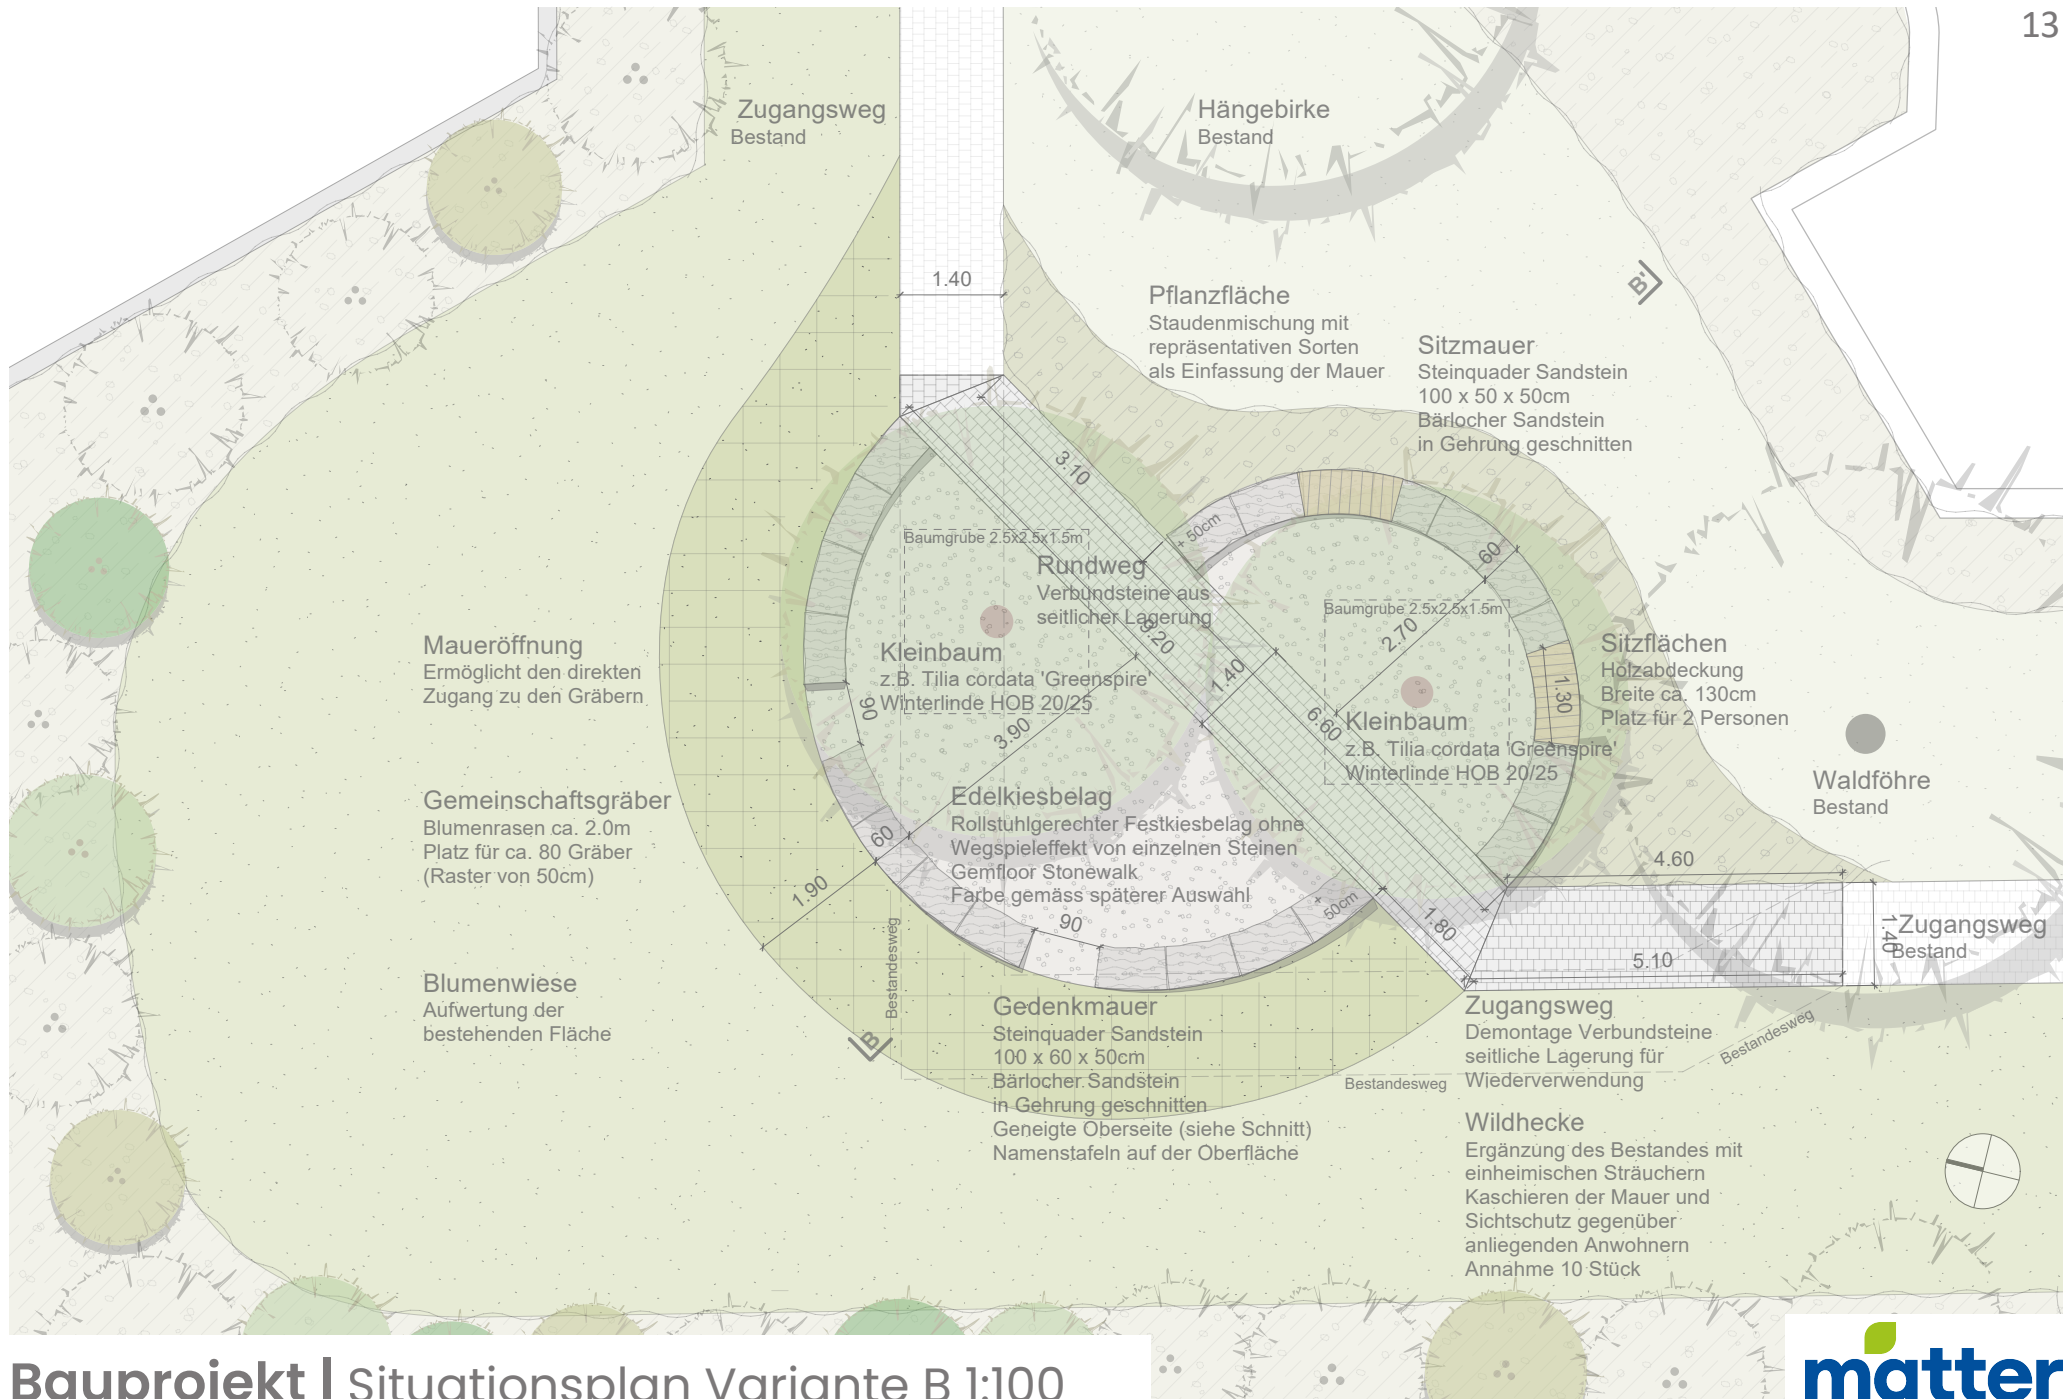 13
Zugangsweg
Bestand
Hängebirke
Bestand
1.40
Pflanzfläche
Staudenmischung mit
repräsentativen Sorten
als Einfassung der Mauer
B'
Sitzmauer
Steinquader Sandstein
100 x 50 x 50cm
Bärlocher Sandstein
in Gehrung geschnitten
3.10
+ 50cm
60
Baumgrube 2.5x2.5x1.5m
Rundweg
Verbundsteine aus
seitlicher Lagerung
9.20
Baumgrube 2.5x2.5x1.5m
2.70
Maueröffnung
Ermöglicht den direkten
Zugang zu den Gräbern
Kleinbaum
z.B. Tilia cordata 'Greenspire'
Winterlinde HOB 20/25
90
3.90
1.40
6.60
1.30
Sitzflächen
Holzabdeckung
Breite ca. 130cm
Platz für 2 Personen
Kleinbaum
z.B. Tilia cordata 'Greenspire'
Winterlinde HOB 20/25
Waldföhre
Bestand
Gemeinschaftsgräber
Blumenrasen ca. 2.0m
Platz für ca. 80 Gräber
(Raster von 50cm)
Edelkiesbelag
Rollstuhlgerechter Festkiesbelag ohne
Wegspieleffekt von einzelnen Steinen
Gemfloor Stonewalk
Farbe gemäss späterer Auswahl
60
1.90
90
+ 50cm
1.80
4.60
5.10
1.40
Zugangsweg
Bestand
Bestandesweg
Blumenwiese
Aufwertung der
bestehenden Fläche
B
Gedenkmauer
Steinquader Sandstein
100 x 60 x 50cm
Bärlocher Sandstein
in Gehrung geschnitten
Geneigte Oberseite (siehe Schnitt)
Namenstafeln auf der Oberfläche
Zugangsweg
Demontage Verbundsteine
seitliche Lagerung für
Wiederverwendung
Bestandesweg
Bestandesweg
Wildhecke
Ergänzung des Bestandes mit
einheimischen Sträuchern
Kaschieren der Mauer und
Sichtschutz gegenüber
anliegenden Anwohnern
Annahme 10 Stück
Bauprojekt | Situationsplan Variante B 1:100
matter